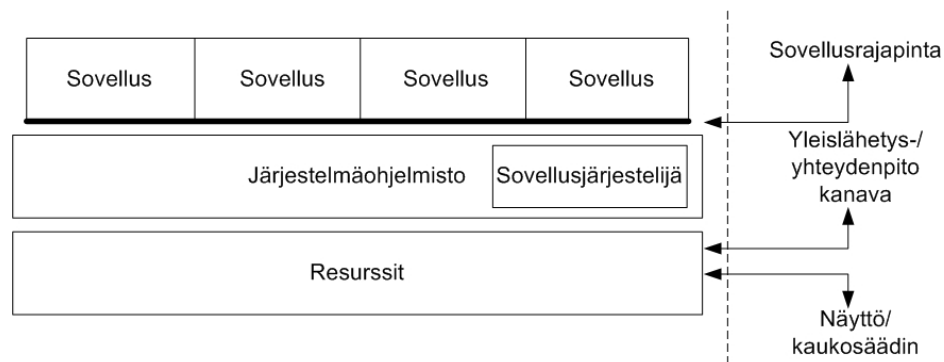 Sovellus Sovellus Sovellus Sovellus
Sovellusrajapinta
Järjestelmäohjelmisto Sovellusjärjestelijä
Yleislähetys-/
yhteydenpito
kanava
Resurssit
Näyttö/
kaukosäädin